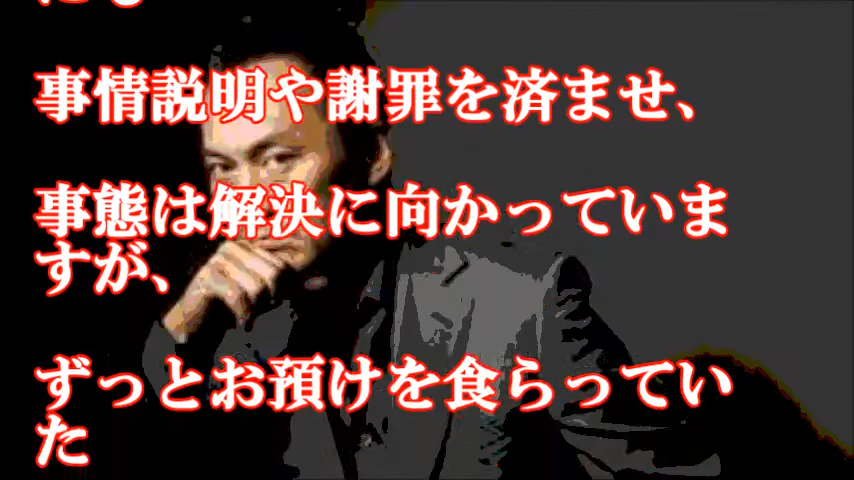 事情説明や謝罪を済ませ、
事態は解決に向かっていま
すが、
ずっとお預けを食らってい
た